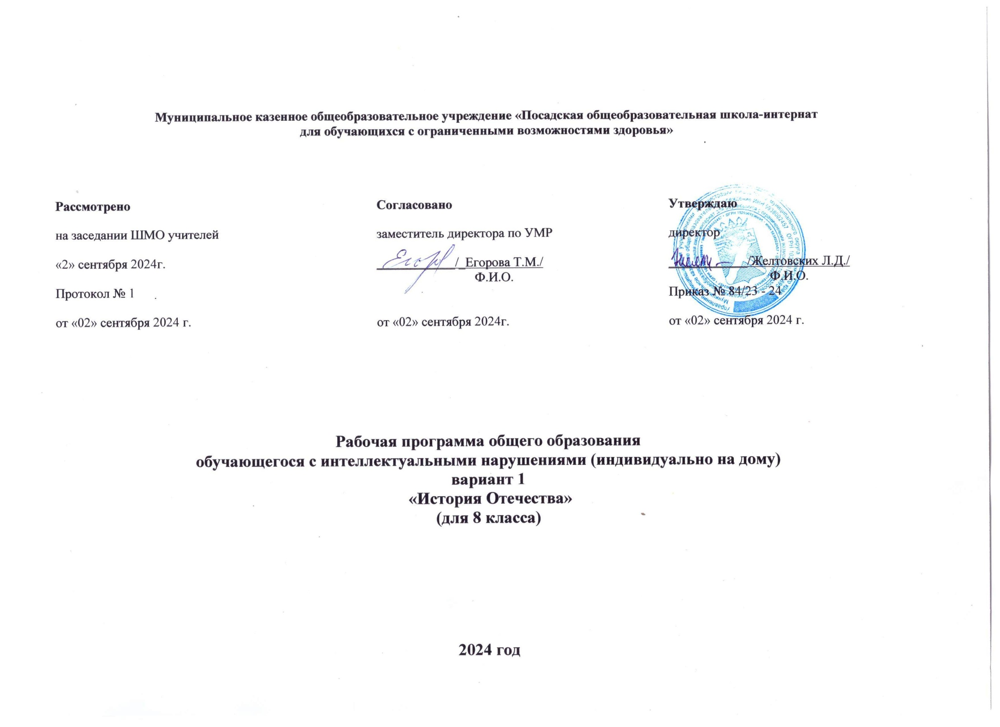 Муниципальное казенное общеобразовательное учреждение «Посадская общеобразовательная школа-интернат
для обучающихся с ограниченными возможностями здоровья»
Рассмотрено
на заседании ШМО учителей
«2» сентября 2024г.
Протокол № 1
от «02» сентября 2024 г.
Согласовано
заместитель директора по УМР
/ Егорова Т.М./
Ф.И.О.
от «02» сентября 2024г.
Утверждаю
директор
/Желтовских Л.Д./
Ф.И.О.
Приказ № 84/23 - 24
от «02» сентября 2024 г.
Рабочая программа общего образования
обучающегося с интеллектуальными нарушениями (индивидуально на дому)
вариант 1
«История Отечества»
(для 8 класса)
2024 год